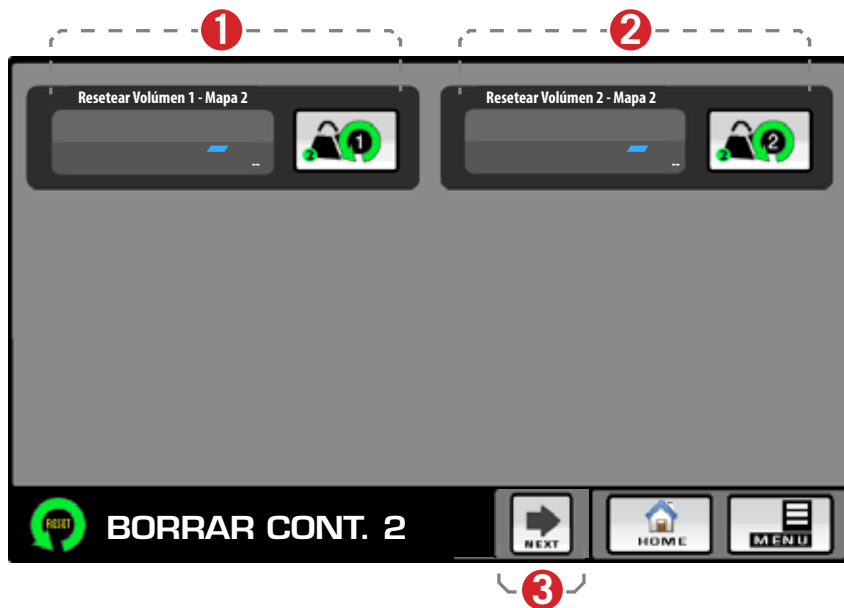 1 2
Resetear Volúmen 1 - Mapa 2 Resetear Volúmen 2 - Mapa 2
- -
-- --
2 1 2 2
RESET BORRAR CONT. 2 NEXT HOME MENU
3